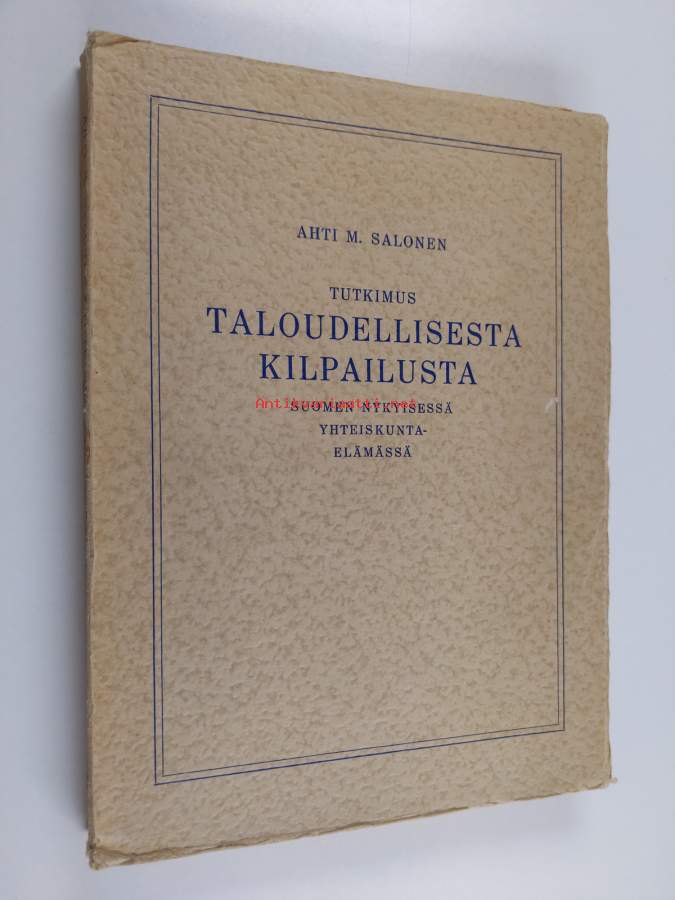 AHTI M. SALONEN
TUTKIMUS
TALOUDELLISESTA
KILPAILUSTA
Antikvariaatti.net
SUOMEN NYKYISESSÄ
YHTEISKUNTA-
ELÄMÄSSÄ